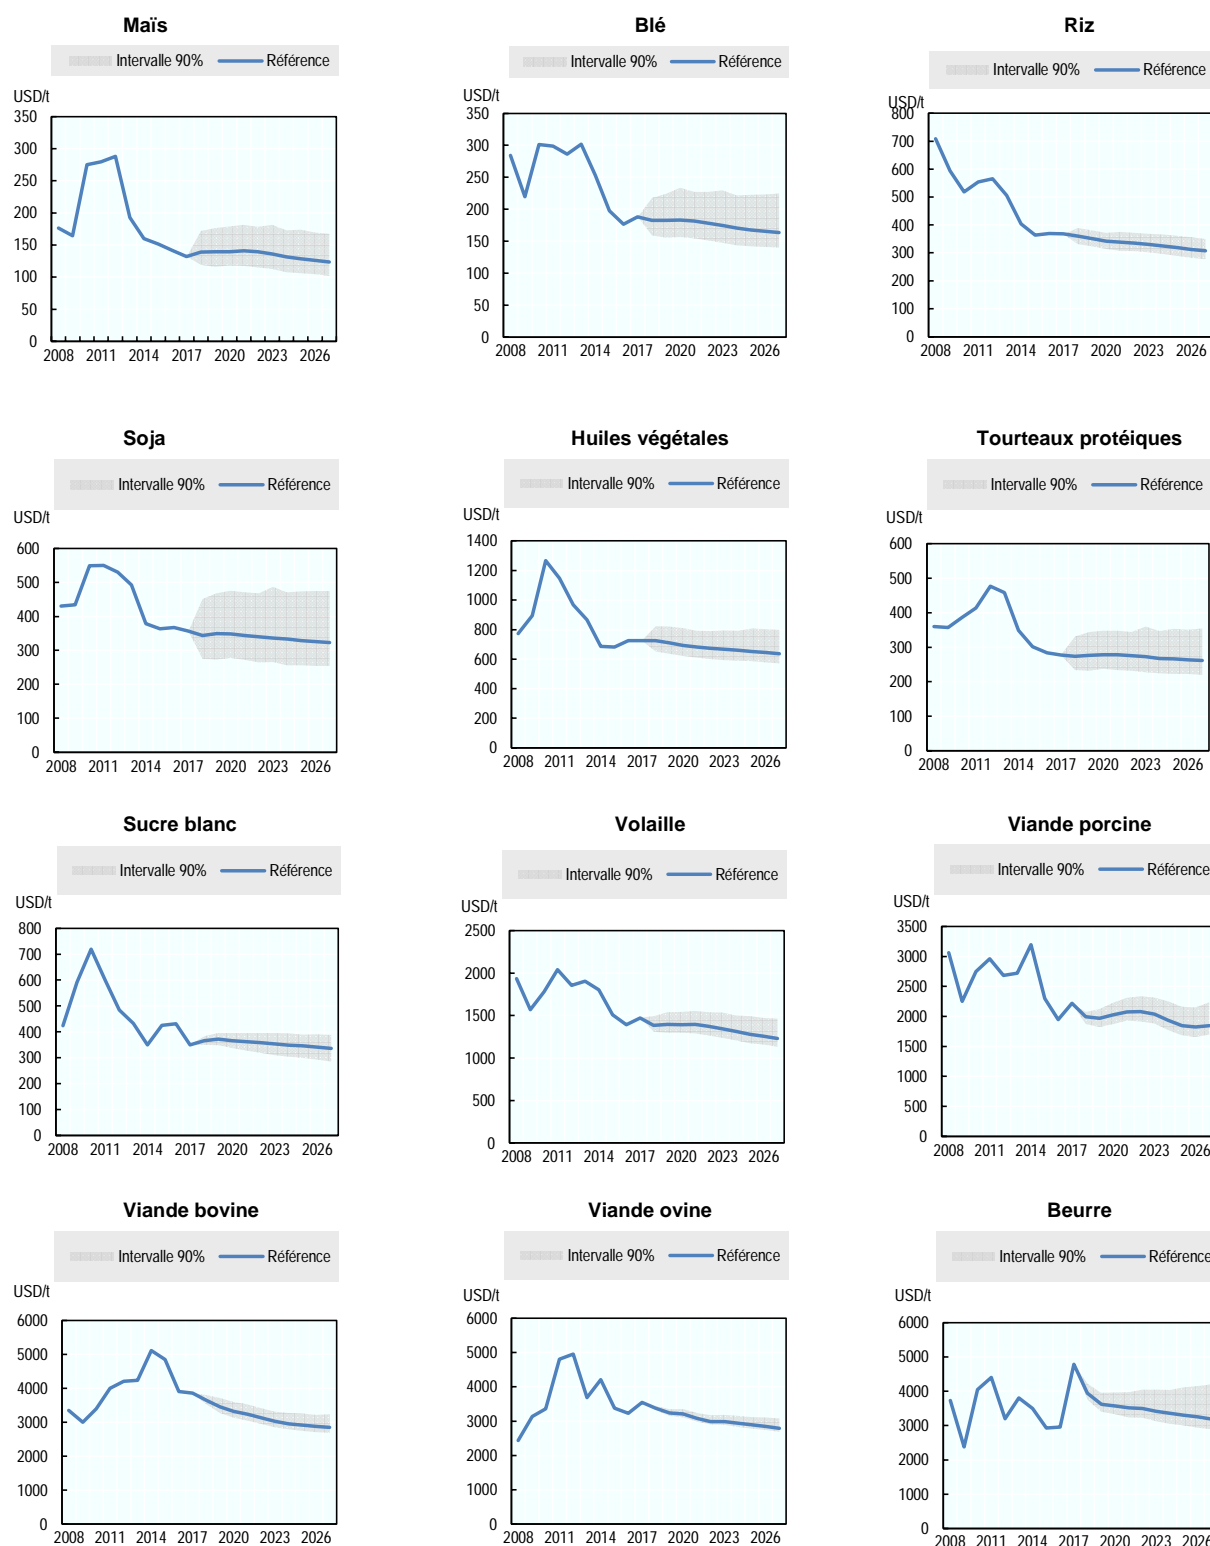 Maïs
Intervalle 90% Référence
USD/t
350
300
250
200
150
100
50
0
2008 2011 2014 2017 2020 2023 2026
Blé
Intervalle 90% Référence
USD/t
350
300
250
200
150
100
50
0
2008 2011 2014 2017 2020 2023 2026
Riz
Intervalle 90% Référence
USD/t
800
700
600
500
400
300
200
100
0
2008 2011 2014 2017 2020 2023 2026
Soja
Intervalle 90% Référence
USD/t
600
500
400
300
200
100
0
2008 2011 2014 2017 2020 2023 2026
Huiles végétales
Intervalle 90% Référence
USD/t
1400
1200
1000
800
600
400
200
0
2008 2011 2014 2017 2020 2023 2026
Tourteaux protéiques
Intervalle 90% Référence
USD/t
600
500
400
300
200
100
0
2008 2011 2014 2017 2020 2023 2026
Sucre blanc
Intervalle 90% Référence
USD/t
800
700
600
500
400
300
200
100
0
2008 2011 2014 2017 2020 2023 2026
Volaille
Intervalle 90% Référence
USD/t
2500
2000
1500
1000
500
0
2008 2011 2014 2017 2020 2023 2026
Viande porcine
Intervalle 90% Référence
USD/t
3500
3000
2500
2000
1500
1000
500
0
2008 2011 2014 2017 2020 2023 2026
Viande bovine
Intervalle 90% Référence
USD/t
6000
5000
4000
3000
2000
1000
0
2008 2011 2014 2017 2020 2023 2026
Viande ovine
Intervalle 90% Référence
USD/t
6000
5000
4000
3000
2000
1000
0
2008 2011 2014 2017 2020 2023 2026
Beurre
Intervalle 90% Référence
USD/t
6000
5000
4000
3000
2000
1000
0
2008 2011 2014 2017 2020 2023 2026